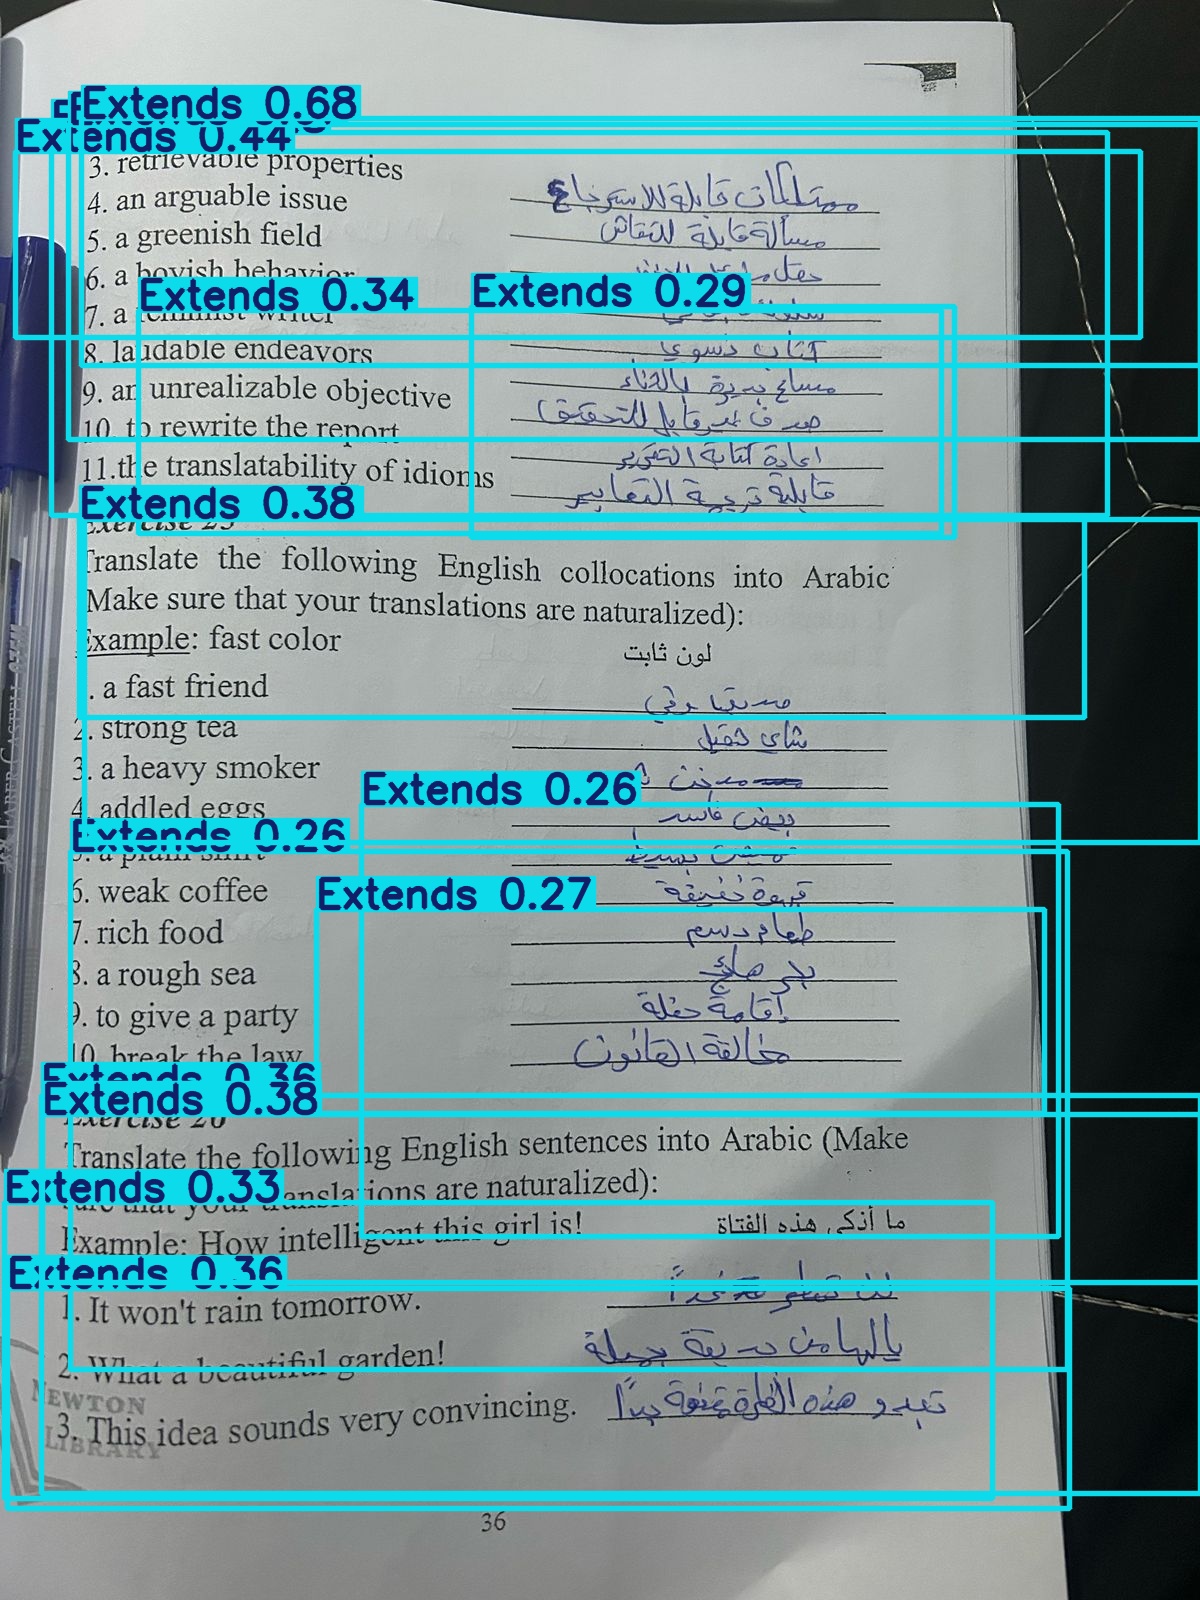 Extends 0.68
Extends 0.44
3. retrievable properties
ممتلكات قابلة للاسترجاع
4. an arguable issue
مسألة قابلة للنقاش
5. a greenish field
6. a boyish behavior
Extends 0.34
Extends 0.29
7. a feminist writer
8. laudable endeavors
كتاب نسوي
9. an unrealizable objective
مساع جديرة بالثناء
10. to rewrite the report
هدف غير قابل للتحقيق
11.the translatability of idioms
اعادة كتابة التقرير
قابلية ترجمة التعابير
Extends 0.38
Exercise 25
Translate the following English collocations into Arabic
Make sure that your translations are naturalized):
Example: fast color
لون ثابت
. a fast friend
صديق وفي
2. strong tea
شاي ثقيل
3. a heavy smoker
مدخن
Extends 0.26
4. addled eggs
بيض فاسد
Extends 0.26
5. a plain shirt
قميص بسيط
6. weak coffee
قهوة خفيفة
Extends 0.27
7. rich food
طعام دسم
8. a rough sea
بحر هائج
9. to give a party
إقامة حفلة
10. break the law
مخالفة القانون
Extends 0.36
Extends 0.38
Exercise 26
Translate the following English sentences into Arabic (Make
sure that your translations are naturalized):
Extends 0.33
Example: How intelligent this girl is!
ما أذكى هذه الفتاة
Extends 0.36
1. It won't rain tomorrow.
لن تمطر غداً
2. What a beautiful garden!
يالها من حديقة جميلة
3. This idea sounds very convincing.
تبدو هذه الفكرة مقنعة جداً
NEWTON
LIBRARY
36